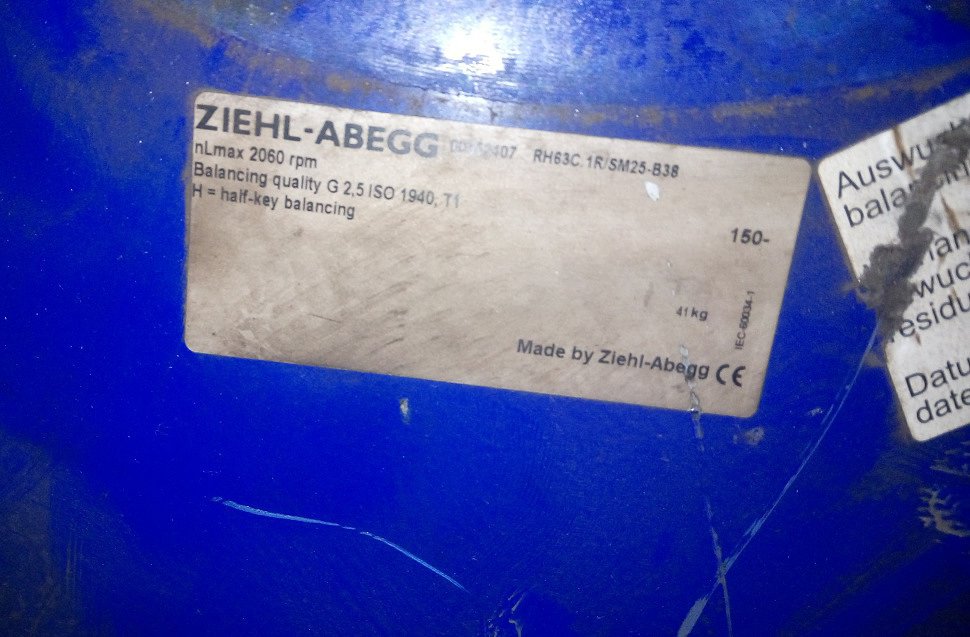 ZIEHL-ABEGG RH63C.1R/SM25-B38
nLmax 2060 rpm
Balancing quality G 2,5 ISO 1940, T1
H = half-key balancing
150-
41kg
IEC-60034-1
Made by Ziehl-Abegg CE
Auswu
bala
esidu
Datu
date